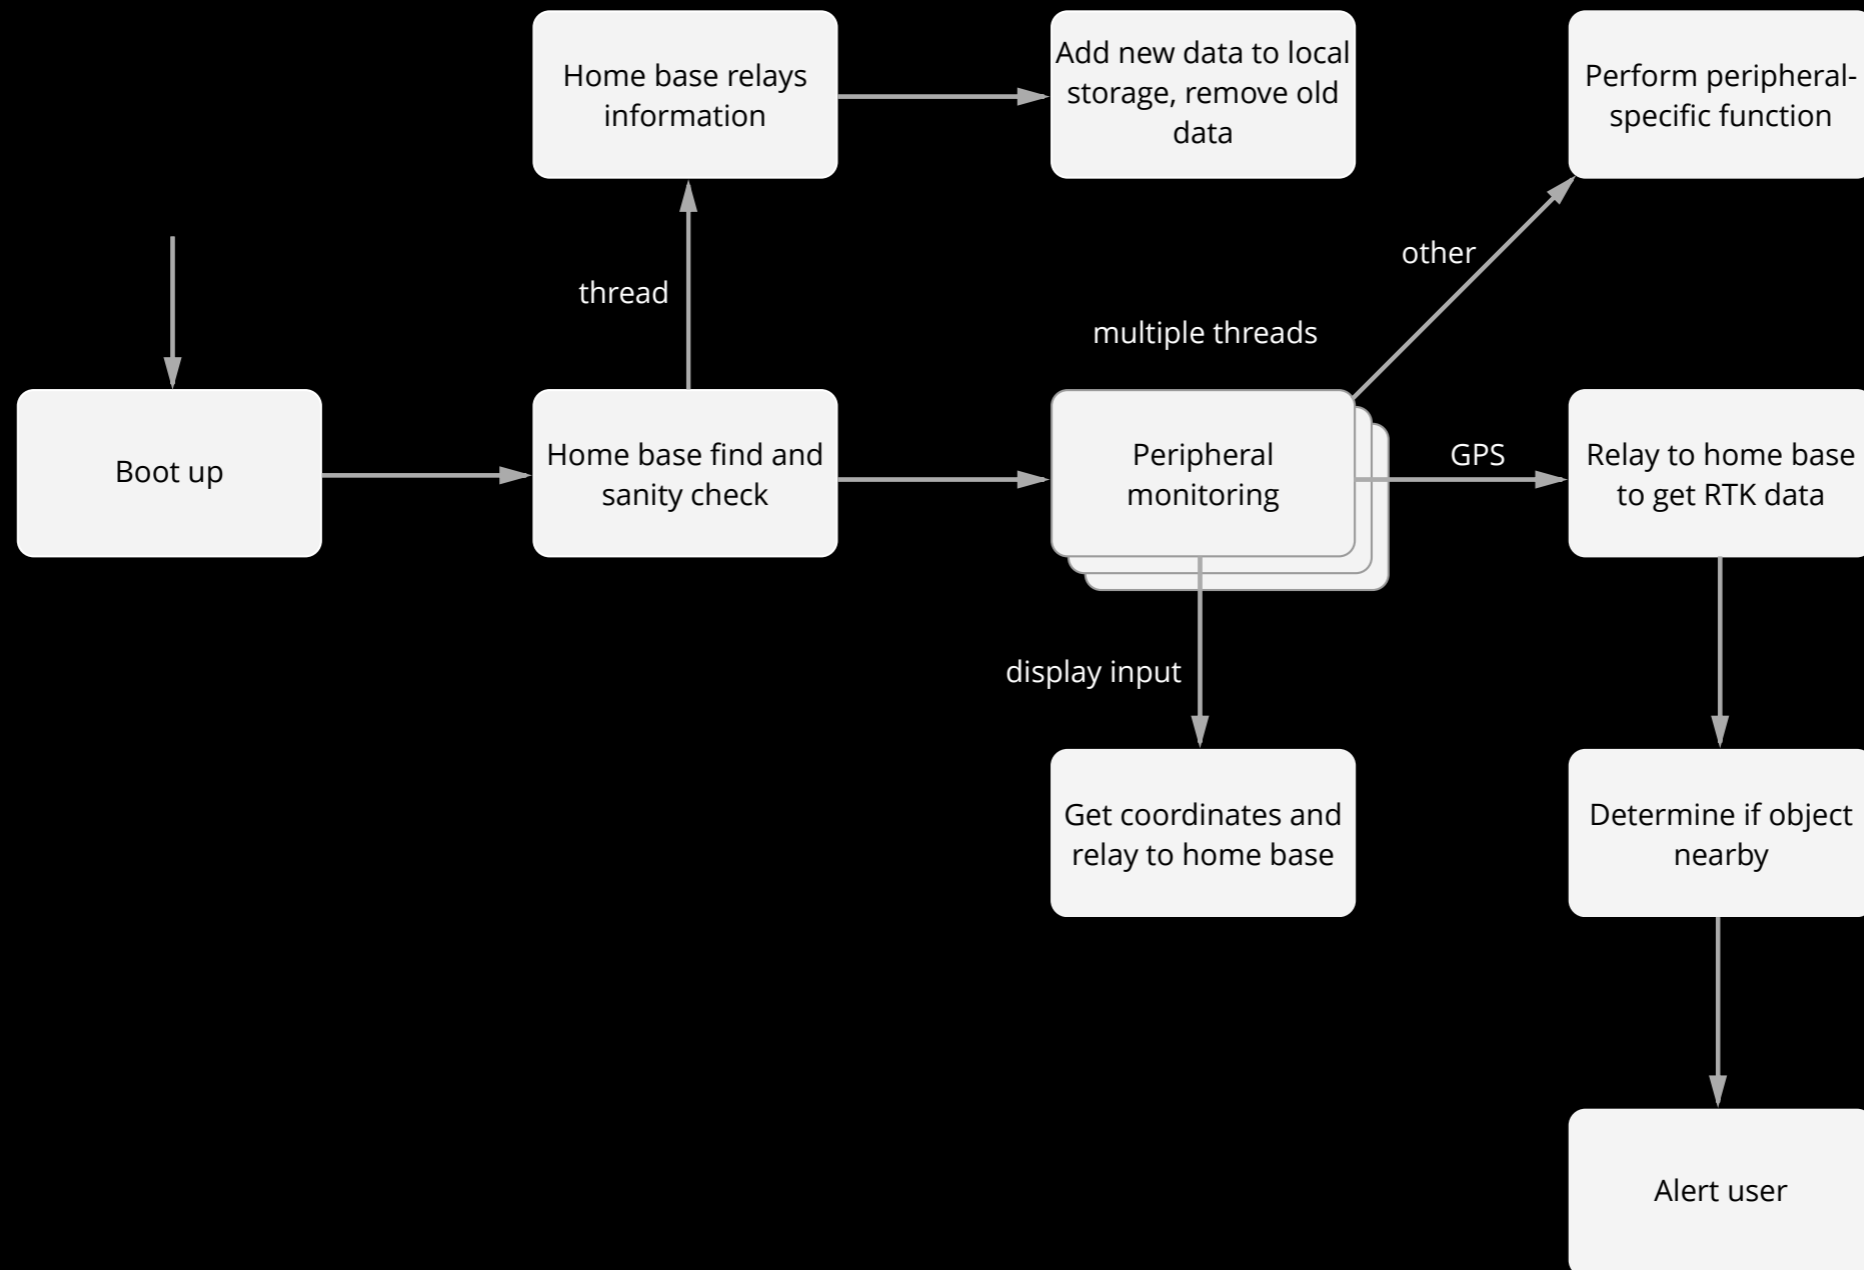 Home base relays
information
Add new data to local
storage, remove old
data
Perform peripheral-
specific function
thread
other
multiple threads
Boot up
Home base find and
sanity check
Peripheral
monitoring
GPS
Relay to home base
to get RTK data
display input
Get coordinates and
relay to home base
Determine if object
nearby
Alert user